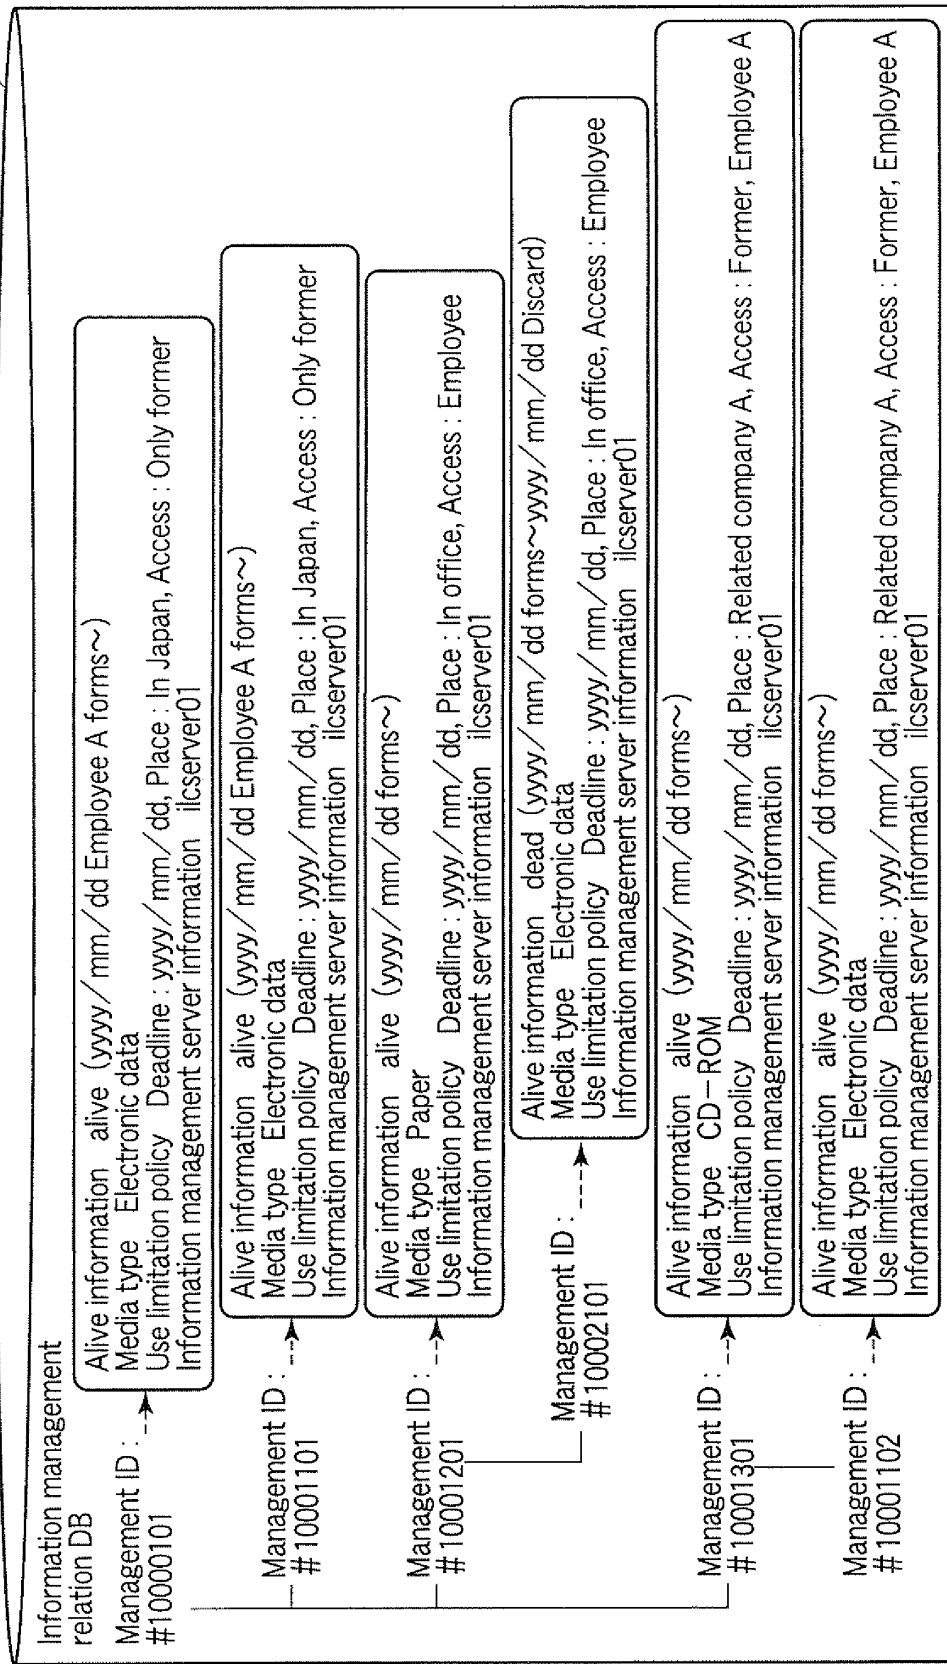 Information management
relation DB
Management ID :
#10000101
Alive information alive (yyyy/mm/dd Employee A forms~)
Media type Electronic data
Use limitation policy Deadline : yyyy/mm/dd, Place : In Japan, Access : Only former
Information management server information ilcserver01
Management ID :
#10001101
Alive information alive (yyyy/mm/dd Employee A forms~)
Media type Electronic data
Use limitation policy Deadline : yyyy/mm/dd, Place : In Japan, Access : Only former
Information management server information ilcserver01
Management ID :
#10001201
Alive information alive (yyyy/mm/dd forms~)
Media type Paper
Use limitation policy Deadline : yyyy/mm/dd, Place : In office, Access : Employee
Information management server information ilcserver01
Management ID :
#10002101
Alive information dead (yyyy/mm/dd forms~yyyy/mm/dd Discard)
Media type Electronic data
Use limitation policy Deadline : yyyy/mm/dd, Place : In office, Access : Employee
Information management server information ilcserver01
Management ID :
#10001301
Alive information alive (yyyy/mm/dd forms~)
Media type CD-ROM
Use limitation policy Deadline : yyyy/mm/dd, Place : Related company A, Access : Former, Employee A
Information management server information ilcserver01
Management ID :
#10001102
Alive information alive (yyyy/mm/dd forms~)
Media type Electronic data
Use limitation policy Deadline : yyyy/mm/dd, Place : Related company A, Access : Former, Employee A
Information management server information ilcserver01